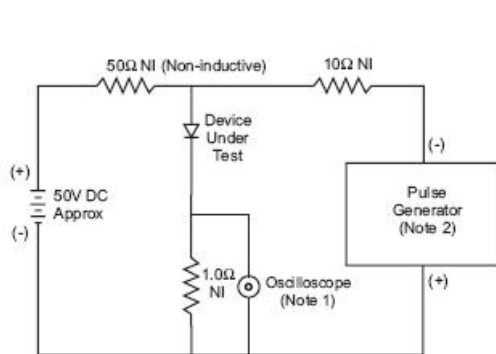 50Ω NI (Non-inductive)
10Ω NI
Device
Under
Test
(-)
(+)
50V DC
Approx
(-)
Pulse
Generator
(Note 2)
1.0Ω
NI
Oscilloscope
(Note 1)
(+)